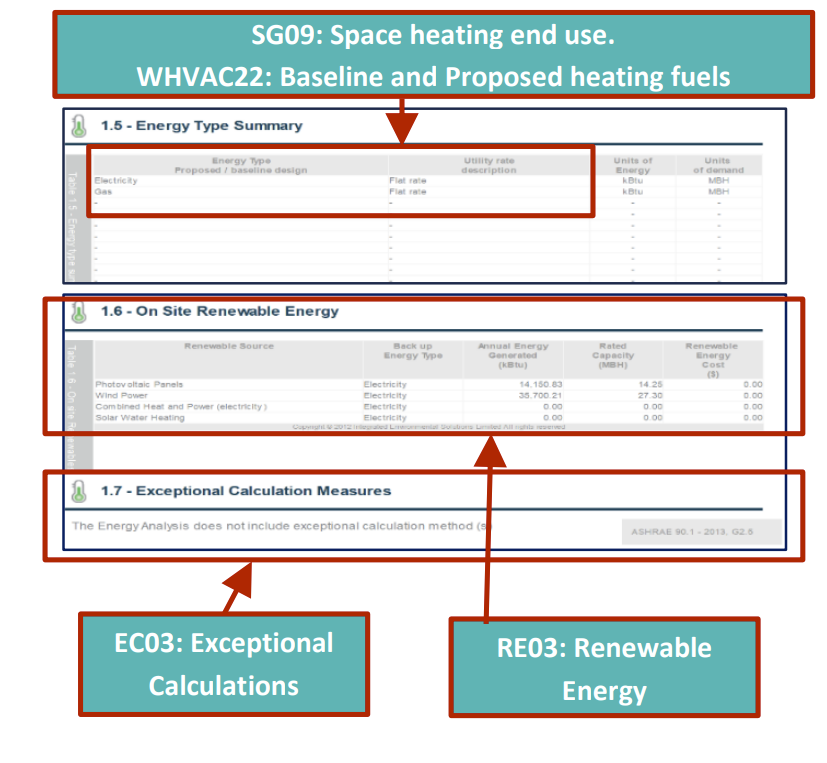 SG09: Space heating end use.
WHVAC22: Baseline and Proposed heating fuels
1.5 - Energy Type Summary
Energy Type Utility rate Units of Units
Proposed / baseline design description Energy of demand
Electricity Flat rate kBtu MBH
Gas Flat rate kBtu MBH
- - - -
- - - -
- - - -
- - - -
- - - -
- - - -
- - - -
- - - -
Table 1.5 - Energy type
1.6 - On Site Renewable Energy
Renewable Source Back up Annual Energy Rated Renewable
Energy Type Generated Capacity Energy
(kBtu) (MBH) Cost
($)
Photovoltaic Panels Electricity 14,150.83 14.25 0.00
Wind Power Electricity 35,700.21 27.30 0.00
Combined Heat and Power (electricity) Electricity 0.00 0.00 0.00
Solar Water Heating Electricity 0.00 0.00 0.00
Copyright © 2012 Integrated Environmental Solutions Limited All rights reserved
Table 1.6 - On site Renewable
1.7 - Exceptional Calculation Measures
The Energy Analysis does not include exceptional calculation method (s)
ASHRAE 90.1 - 2013, G2.5
EC03: Exceptional
Calculations
RE03: Renewable
Energy